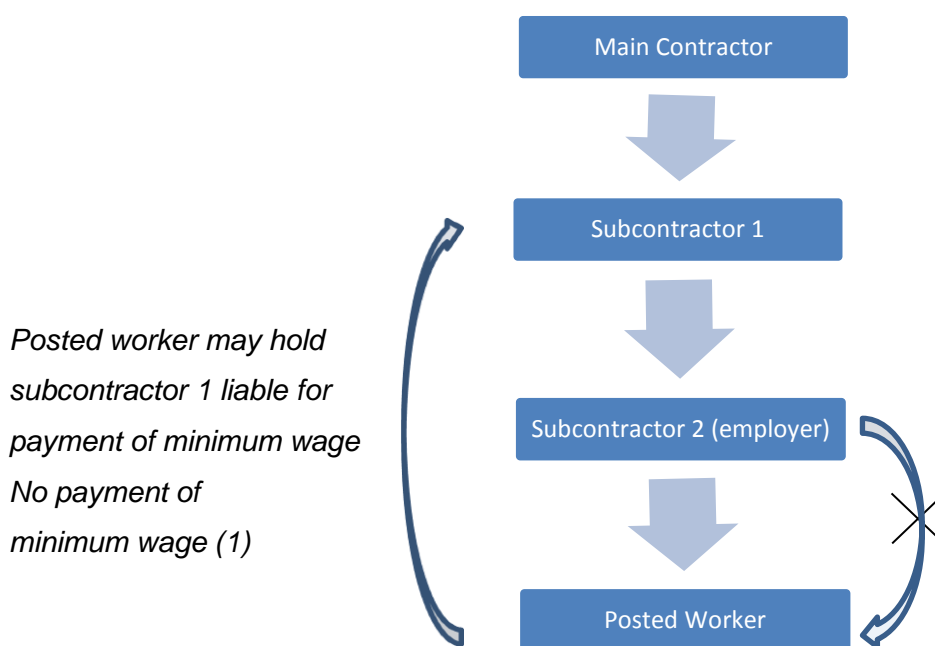 Main Contractor
Subcontractor 1
Posted worker may hold
subcontractor 1 liable for
payment of minimum wage
No payment of
minimum wage (1)
Subcontractor 2 (employer)
Posted Worker